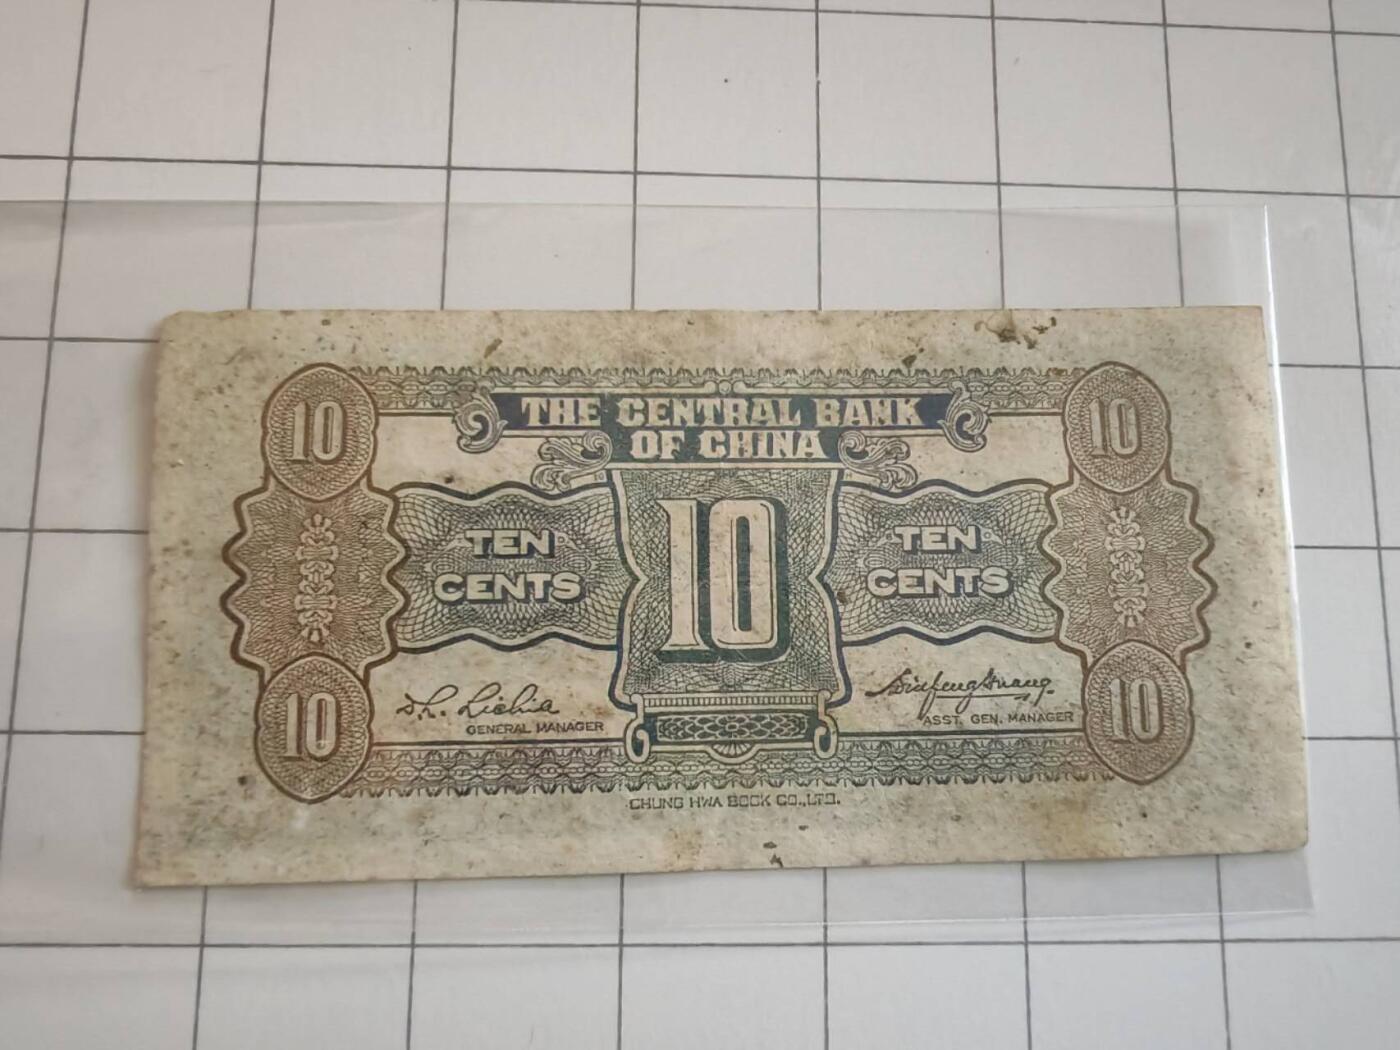 THE CENTRAL BANK
OF CHINA
10
10
10
TEN
CENTS
TEN
CENTS
10
10
GENERAL MANAGER
ASST. GEN. MANAGER
CHUNG HWA BOOK CO., LTD.